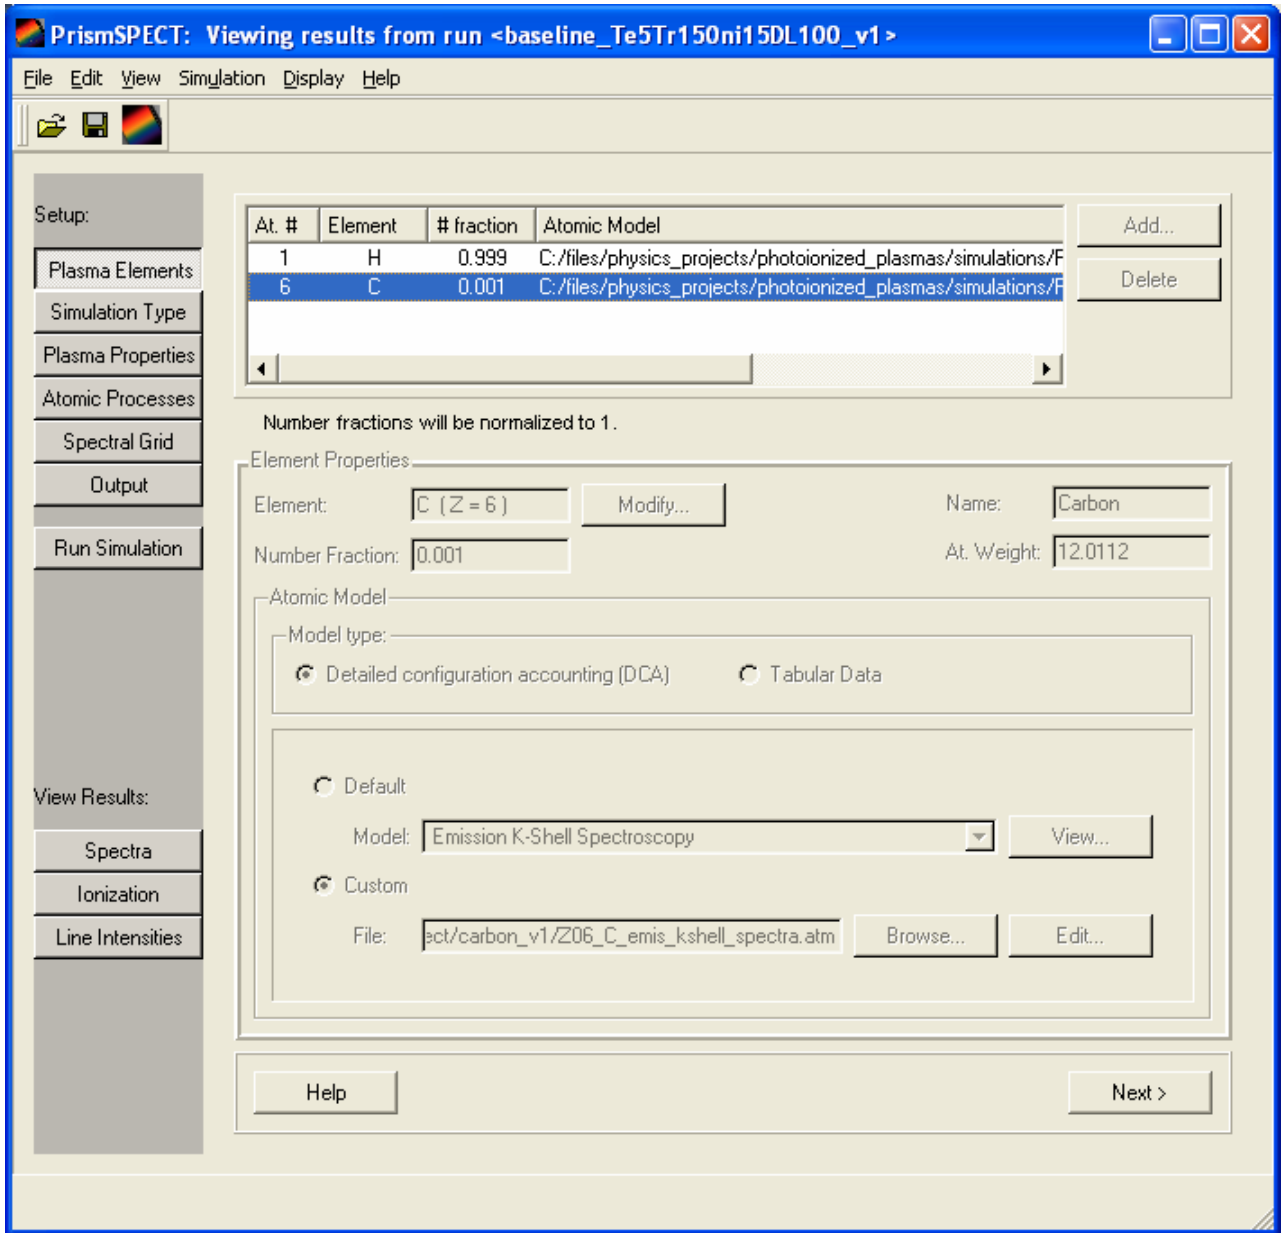 PrismSPECT: Viewing results from run <baseline_Te5Tr150ni15DL100_v1>
File Edit View Simulation Display Help
Setup:
Plasma Elements
Simulation Type
Plasma Properties
Atomic Processes
Spectral Grid
Output
Run Simulation
View Results:
Spectra
Ionization
Line Intensities
At. # Element # fraction Atomic Model
1 H 0.999 C:/files/physics_projects/photoionized_plasmas/simulations/F
6 C 0.001 C:/files/physics_projects/photoionized_plasmas/simulations/F
Add...
Delete
Number fractions will be normalized to 1.
Element Properties
Element: C ( Z = 6 ) Modify... Name: Carbon
Number Fraction: 0.001 At. Weight: 12.0112
Atomic Model
Model type:
Detailed configuration accounting (DCA) Tabular Data
Default
Model: Emission K-Shell Spectroscopy View...
Custom
File: ect/carbon_v1/Z06_C_emis_kshell_spectra.atm Browse... Edit...
Help Next >